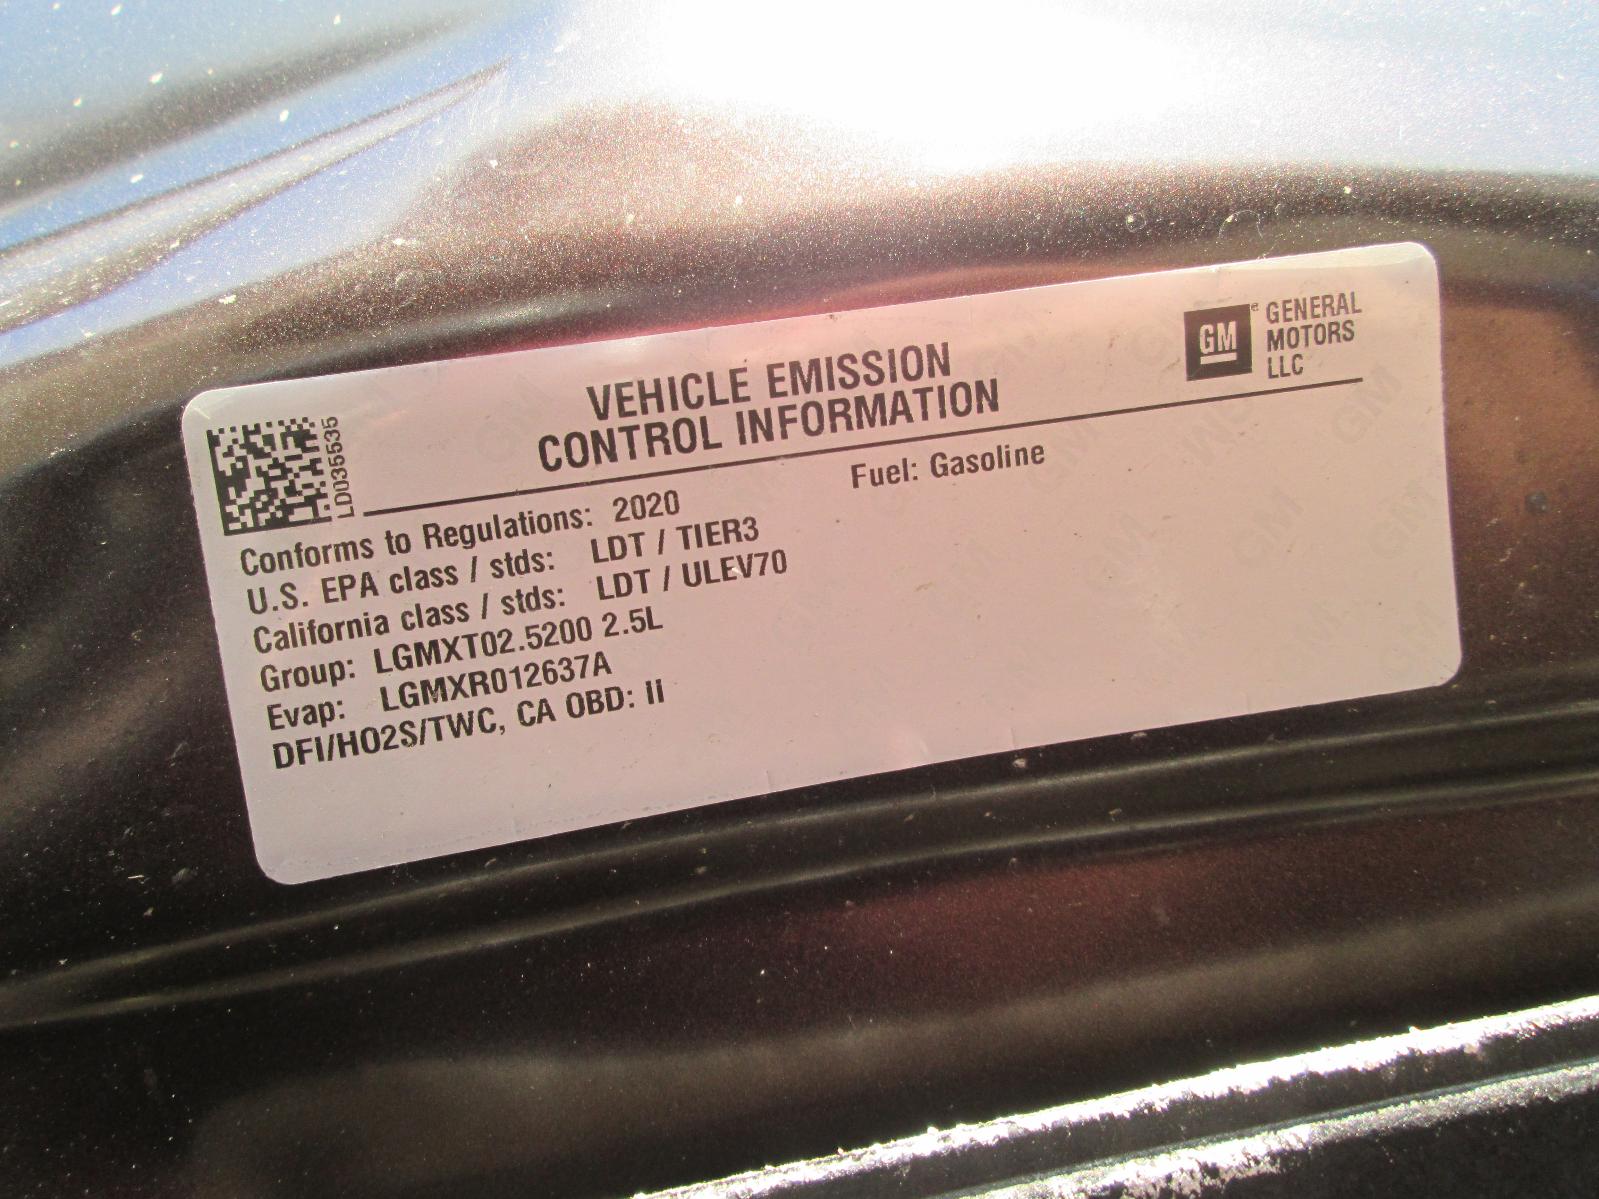 VEHICLE EMISSION
CONTROL INFORMATION
GM
GENERAL
MOTORS
LLC
LD035535
Fuel: Gasoline
Conforms to Regulations: 2020
U.S. EPA class / stds: LDT / TIER3
California class / stds: LDT / ULEV70
Group: LGMXT02.5200 2.5L
Evap: LGMXR012637A
DFI/HO2S/TWC, CA OBD: II